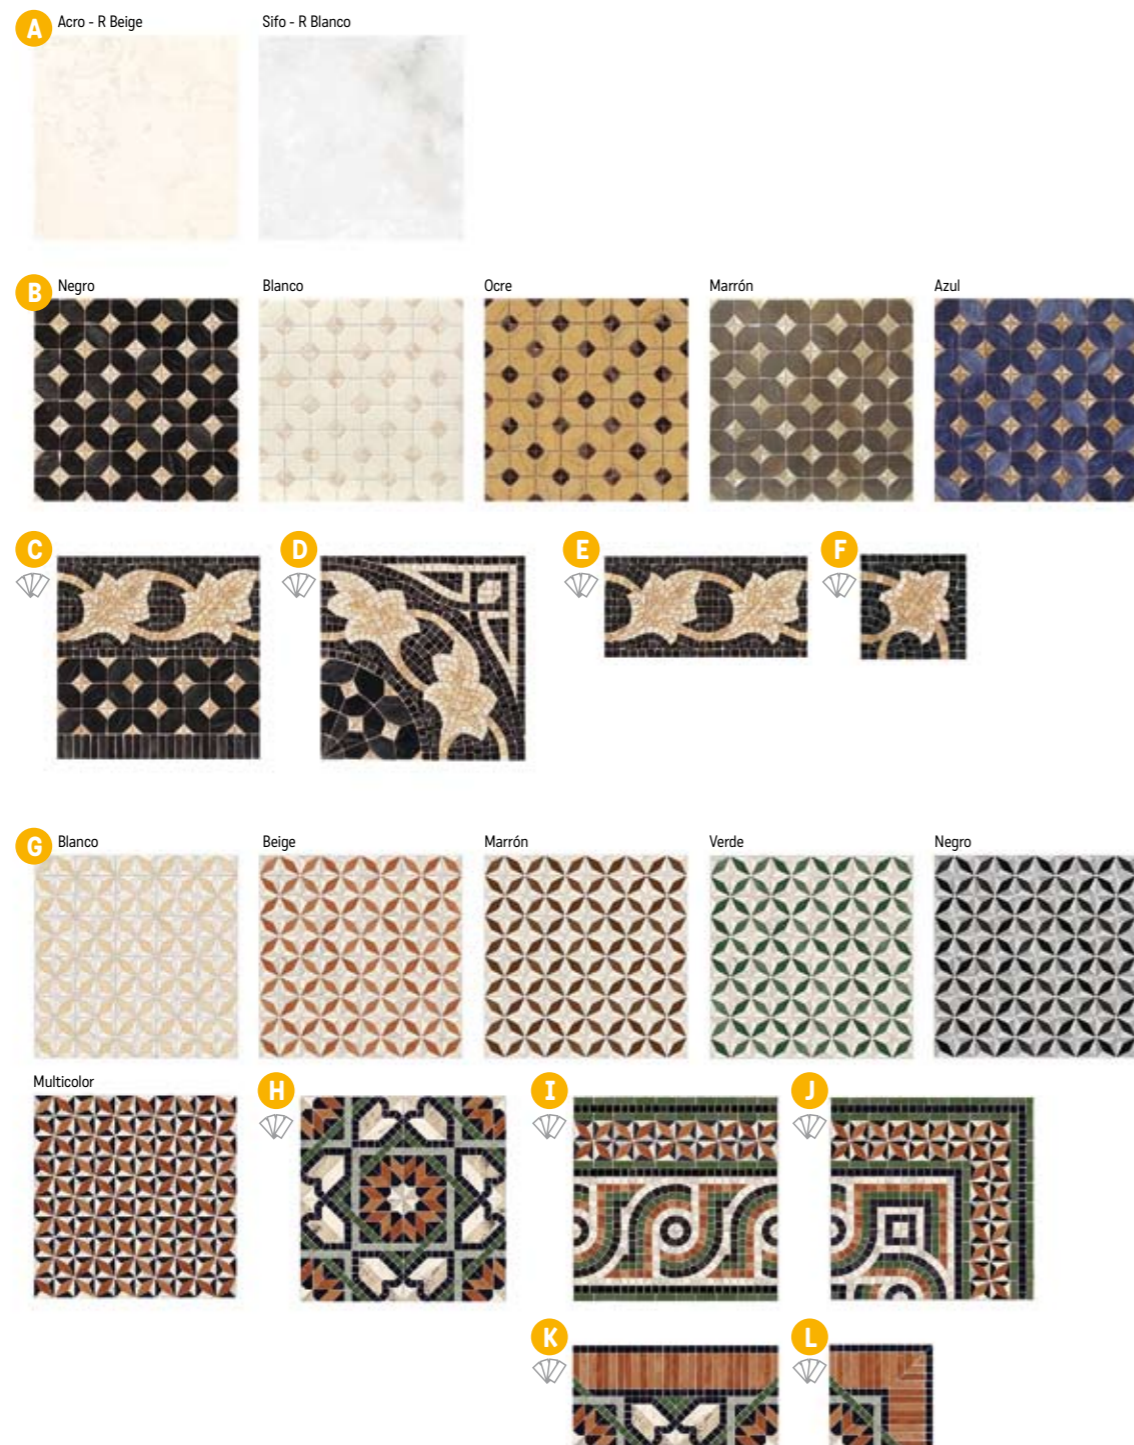 A
Acro - R Beige
Sifo - R Blanco
B
Negro
Blanco
Ocre
Marrón
Azul
C
D
E
F
G
Blanco
Beige
Marrón
Verde
Negro
Multicolor
H
I
J
K
L